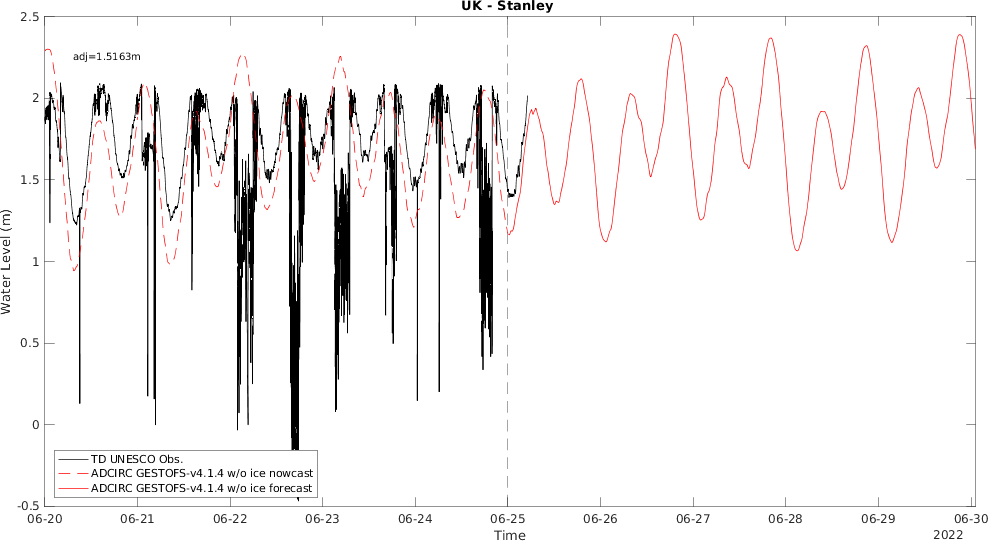 UK - Stanley
2.5
adj=1.5163m
2
1.5
1
0.5
0
-0.5
Water Level (m)
TD UNESCO Obs.
ADCIRC GESTOFS-v4.1.4 w/o ice nowcast
ADCIRC GESTOFS-v4.1.4 w/o ice forecast
06-20 06-21 06-22 06-23 06-24 06-25 06-26 06-27 06-28 06-29 06-30
Time
2022